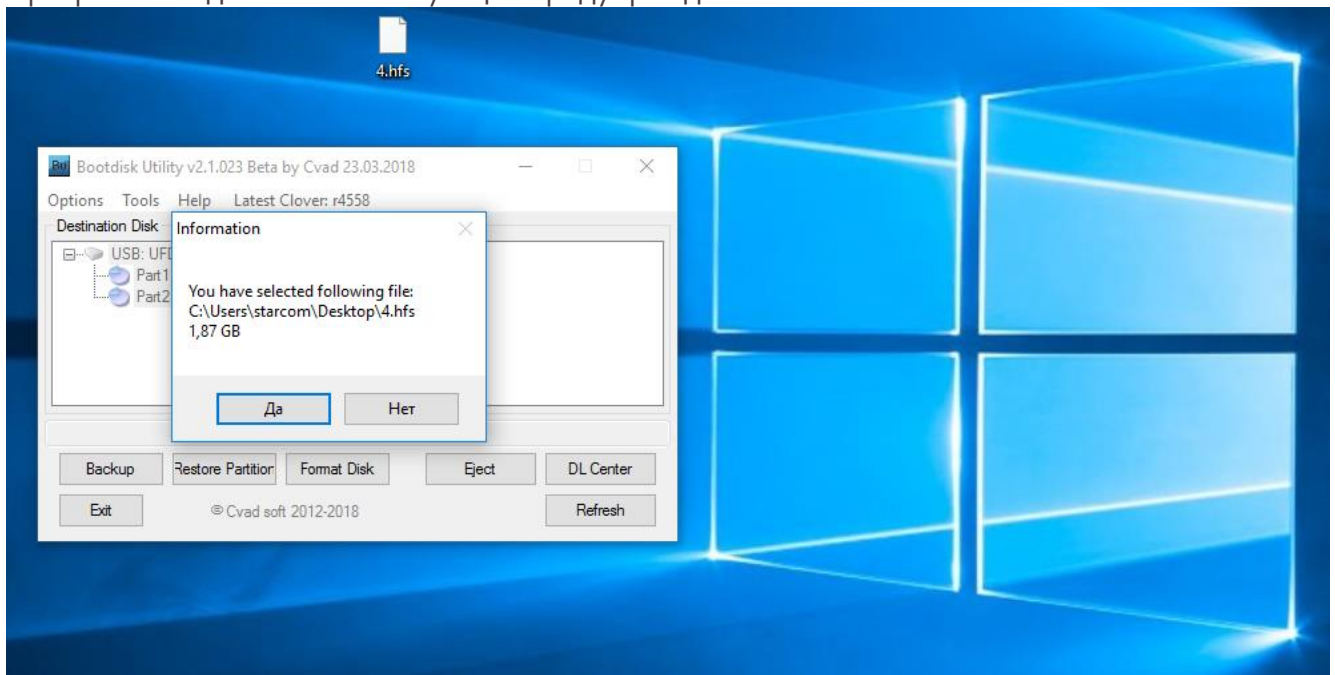 4.hfs
Bootdisk Utility v2.1.023 Beta by Cvad 23.03.2018
Options Tools Help Latest Clover: r4558
Destination Disk
Information
USB:
Part1
Part2
You have selected following file:
C:\Users\starcom\Desktop\4.hfs
1,87 GB
Да Нет
Backup Restore Partition Format Disk Eject DL Center
Exit © Cvad soft 2012-2018 Refresh